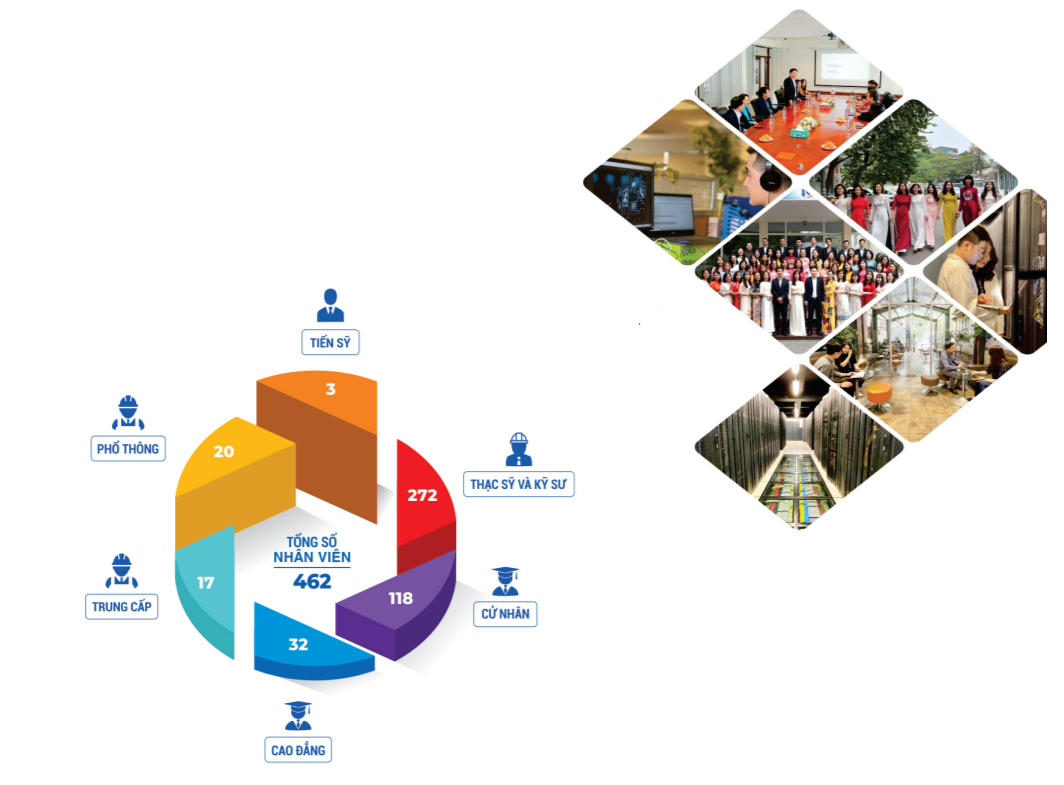 TIẾN SỸ
3
PHỔ THÔNG
20
THẠC SỸ VÀ KỸ SƯ
272
TỔNG SỐ
NHÂN VIÊN
462
TRUNG CẤP
17
CỬ NHÂN
118
32
CAO ĐẲNG